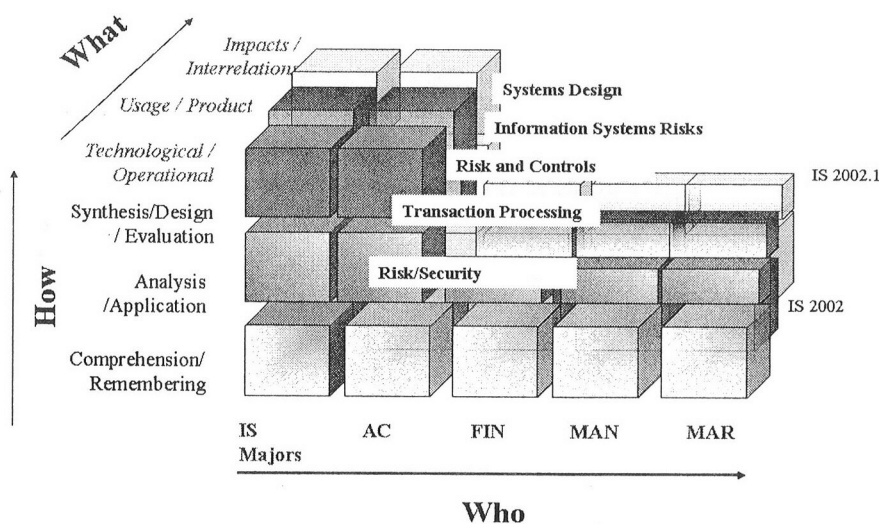 What
Impacts /
Interrelations
Usage / Product
Technological /
Operational
Synthesis/Design
/ Evaluation
Analysis
/Application
Comprehension/
Remembering
How
Systems Design
Information Systems Risks
Risk and Controls
Transaction Processing
Risk/Security
IS 2002.1
IS 2002
IS
Majors
AC
FIN
MAN
MAR
Who